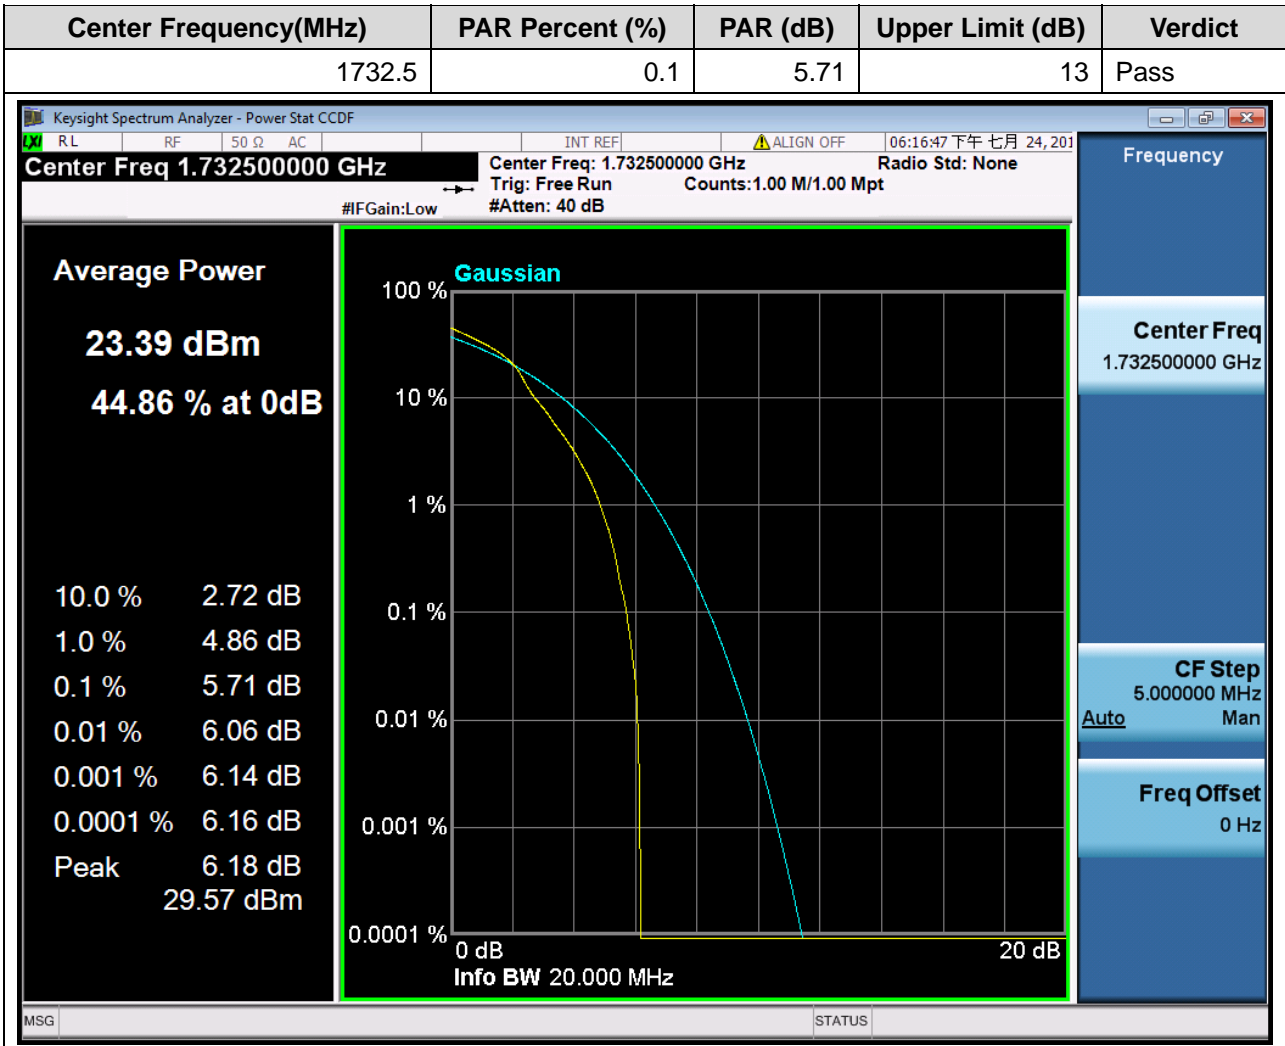 Center Frequency(MHz) PAR Percent (%) PAR (dB) Upper Limit (dB) Verdict
1732.5 0.1 5.71 13 Pass
Keysight Spectrum Analyzer - Power Stat CCDF
LXI RL RF 50 Ω AC INT REF ALIGN OFF 06:16:47 下午 七月 24, 201
Center Freq 1.732500000 GHz
Center Freq: 1.732500000 GHz Radio Std: None
Trig: Free Run Counts:1.00 M/1.00 Mpt
#IFGain:Low #Atten: 40 dB
Average Power
23.39 dBm
44.86 % at 0dB
10.0 % 2.72 dB
1.0 % 4.86 dB
0.1 % 5.71 dB
0.01 % 6.06 dB
0.001 % 6.14 dB
0.0001 % 6.16 dB
Peak 6.18 dB
29.57 dBm
Gaussian
100 %
10 %
1 %
0.1 %
0.01 %
0.001 %
0.0001 %
0 dB 20 dB
Info BW 20.000 MHz
Frequency
Center Freq
1.732500000 GHz
CF Step
5.000000 MHz
Auto Man
Freq Offset
0 Hz
MSG STATUS